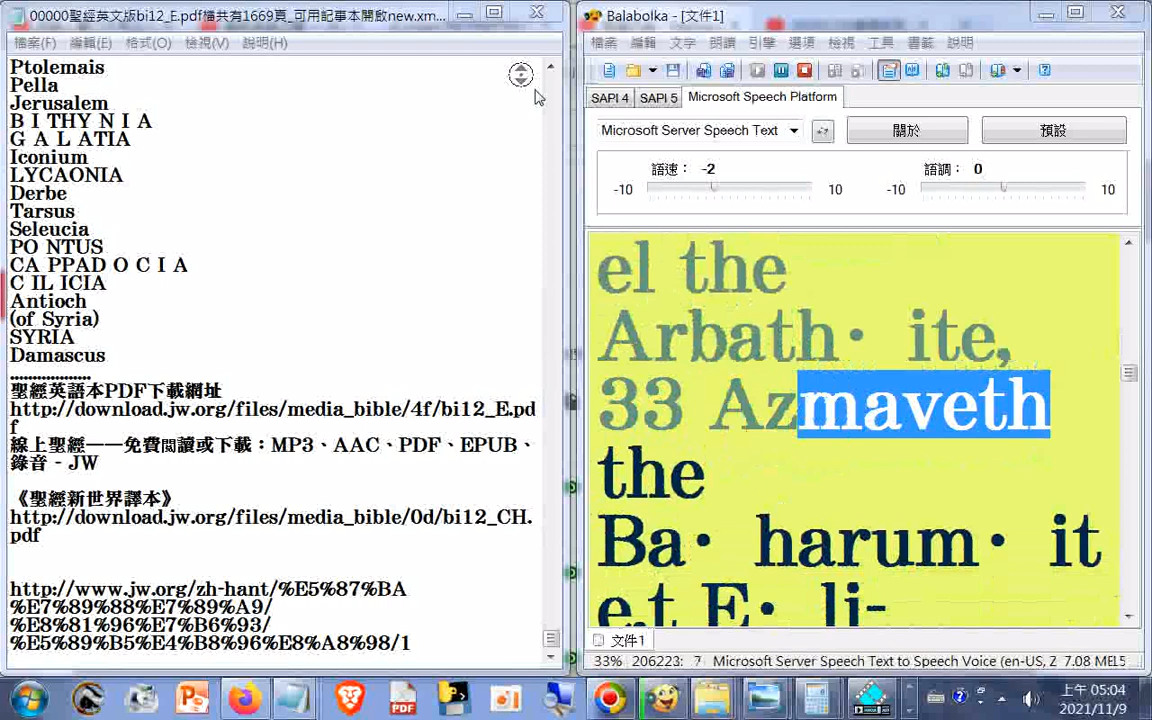 00000聖經英文版bi12_E.pdf檔共有1669頁_可用記事本開啟new.xm...
檔案(F) 編輯(E) 格式(O) 檢視(V) 說明(H)
Ptolemais
Pella
Jerusalem
B I THY N I A
G A L A T I A
Iconium
LYCAONIA
Derbe
Tarsus
Seleucia
PO NTUS
CA PPAD O C I A
C IL ICIA
Antioch
(of Syria)
SYRIA
Damascus
..................
聖經英語本PDF下載網址
http://download.jw.org/files/media_bible/4f/bi12_E.pd
f
線上聖經——免費閱讀或下載：MP3、AAC、PDF、EPUB、
錄音 - JW
《聖經新世界譯本》
http://download.jw.org/files/media_bible/0d/bi12_CH.
pdf
http://www.jw.org/zh-hant/%E5%87%BA
%E7%89%88%E7%89%A9/
%E8%81%96%E7%B6%93/
%E5%89%B5%E4%B8%96%E8%A8%98/1
Balabolka - [文件1]
檔案 編輯 文字 朗讀 引擎 選項 檢視 工具 書籤 說明
SAPI 4 SAPI 5 Microsoft Speech Platform
Microsoft Server Speech Text 關於 預設
語速： -2 語調： 0
-10 10 -10 10
el the
Arbath· ite,
33 Azmaveth
the
Ba· harum· it
e,t E· li-
文件1
33% 206223: 7 Microsoft Server Speech Text to Speech Voice (en-US, Z 7.08 МБ
PDF
上午 05:04
2021/11/9